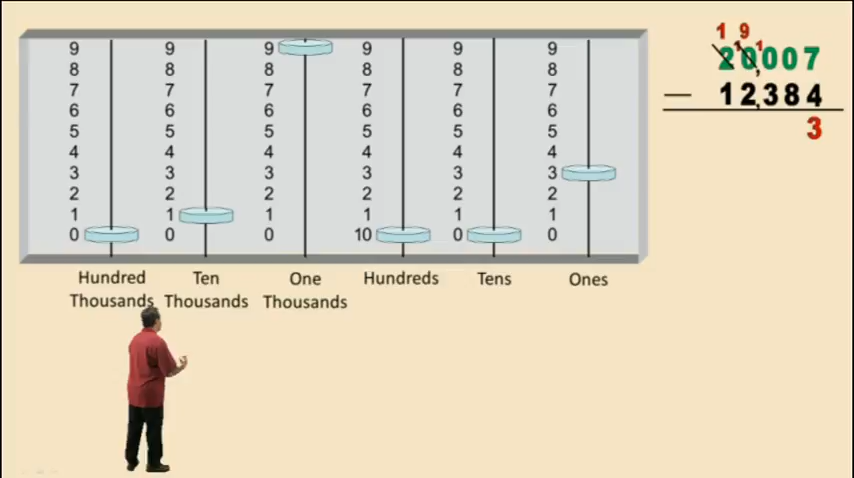 9 9 9 9 9 9
8 8 8 8 8 8
7 7 7 7 7 7
6 6 6 6 6 6
5 5 5 5 5 5
4 4 4 4 4 4
3 3 3 3 3 3
2 2 2 2 2 2
1 1 1 1 1 1
0 0 0 10 0 0
Hundred Thousands
Ten Thousands
One Thousands
Hundreds
Tens
Ones
1 9
1 1
20,007
— 12,384
3